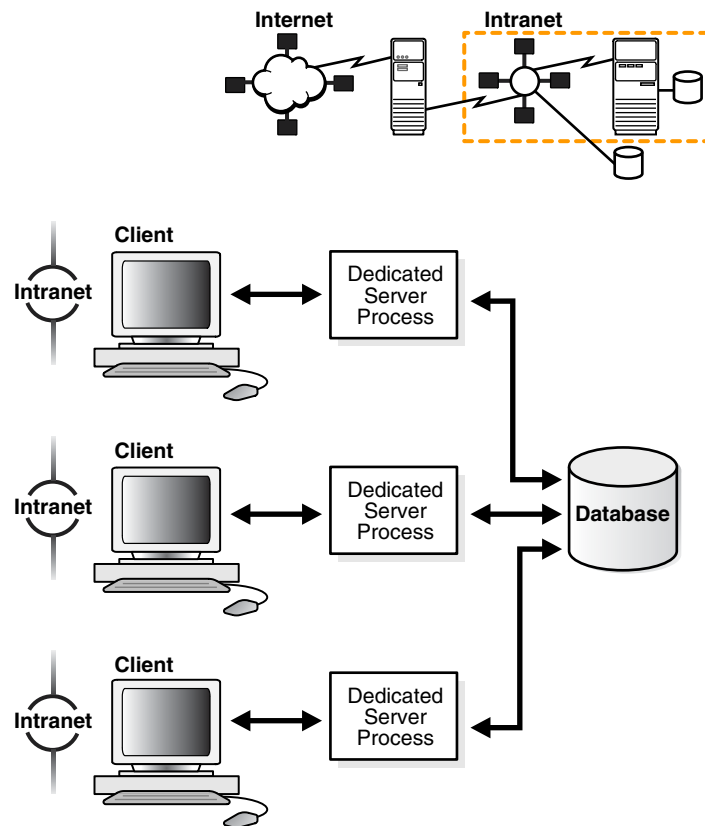 Internet
Intranet
Client
Intranet
Dedicated
Server
Process
Client
Intranet
Dedicated
Server
Process
Database
Client
Intranet
Dedicated
Server
Process